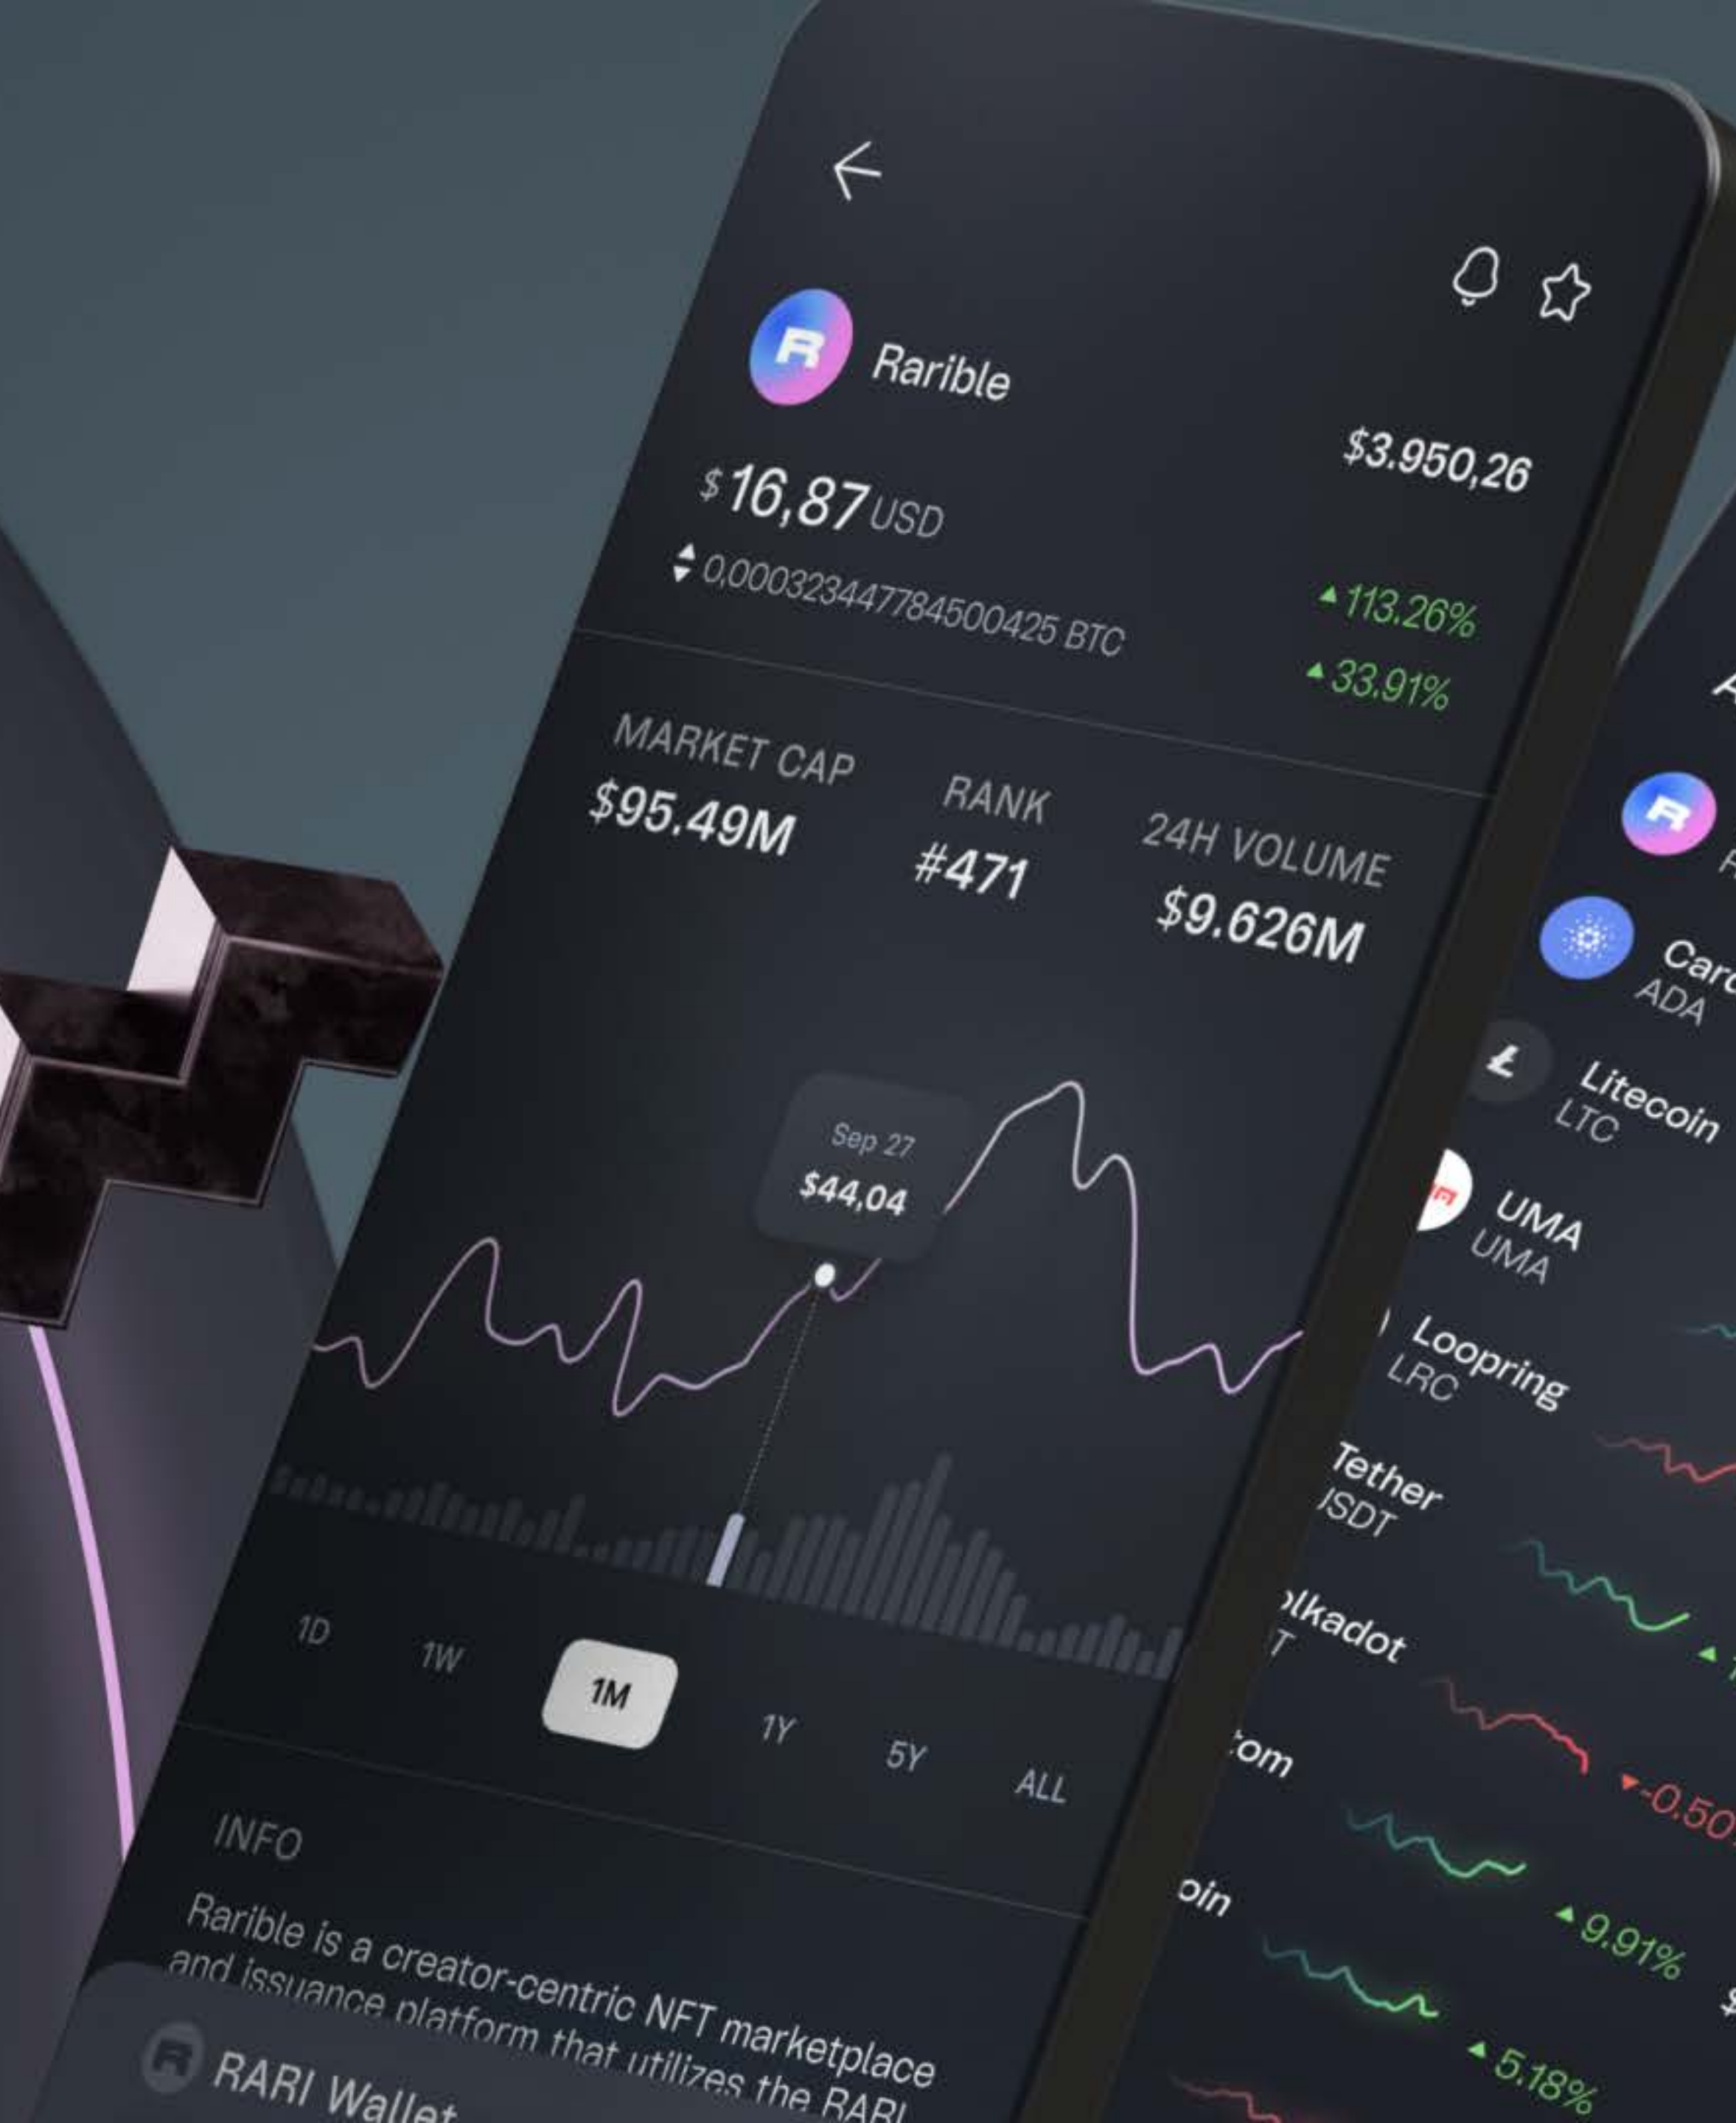 Rarible
$3.950,26
$16,87 USD
0,000323447784500425 BTC
113.26%
33.91%
MARKET CAP
$95.49M
RANK
#471
24H VOLUME
$9.626M
Sep 27
$44,04
1D
1W
1M
1Y
5Y
ALL
INFO
Rarible is a creator-centric NFT marketplace
and issuance platform that utilizes the RARI
RARI Wallet
ADA
Litecoin
LTC
UMA
UMA
Loopring
LRC
Tether
-0.50
9.91%
5.18%